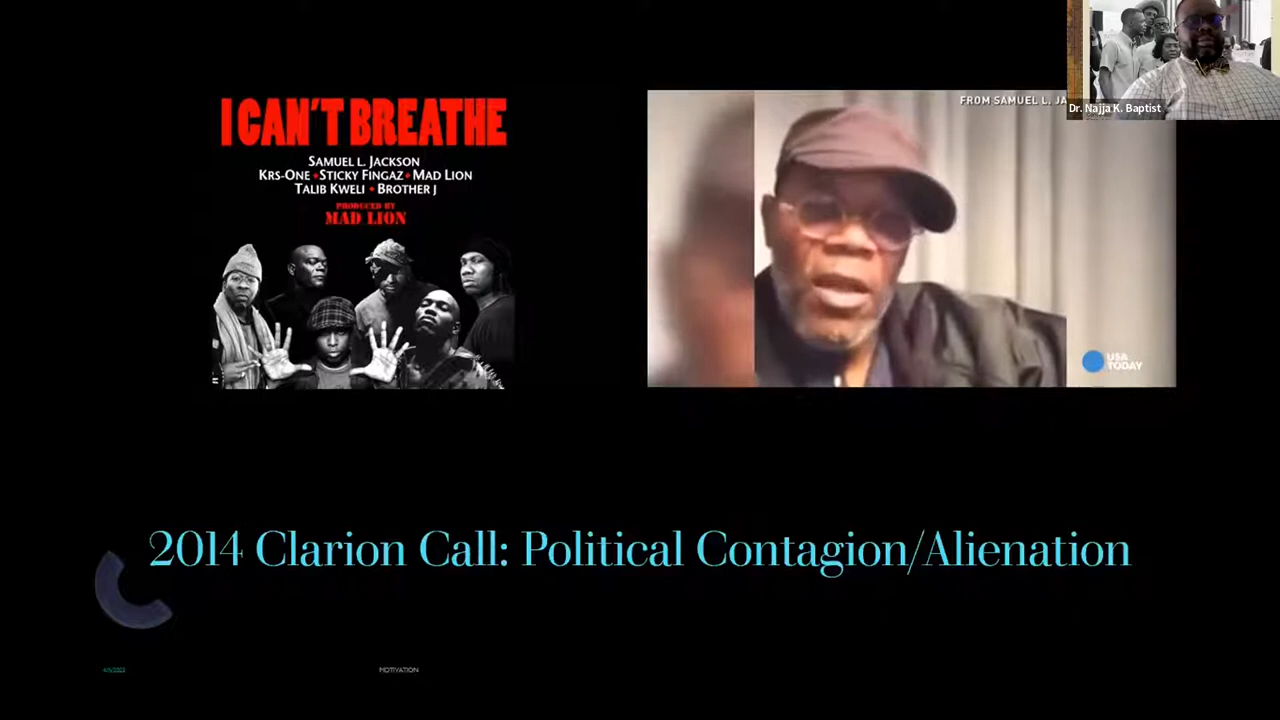 I CAN'T BREATHE
SAMUEL L. JACKSON
KRS-ONE • STICKY FINGAZ • MAD LION
TALIB KWELI • BROTHER J
PRODUCED BY
MAD LION
FROM SAMUEL L. JA
USA
TODAY
Dr. Najja K. Baptist
2014 Clarion Call: Political Contagion/Alienation
MOTIVATION